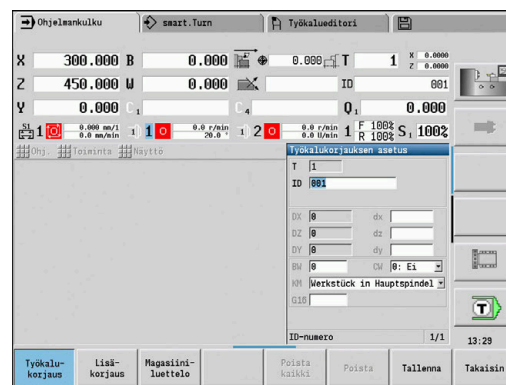 Ohjelmankulku smart.Turn Työkalueditori
X 300.000 B 0.000 0.000 T 1 X 0.0000
Z 0.0000
Z 450.000 W 0.000 ID 001
Y 0.000 C1 C4 Q1 0.000
S1 1 0.000 mm/1 0.0 mm/min 1 0.0 r/min 20.0 ° 2 0.0 r/min 0.0 U/min 1 F 100% R 100% S1 100%
Ohj. Toiminta Näyttö
Työkalukorjauksen asetus
T 1
ID 001
DX 0 dx
DZ 0 dz
DY 0 dy
BW 0 CW 0: Ei
KM Werkstück in Hauptspindel
G16
ID-numero 1/1
T
13:29
Työkalu-
korjaus
Lisä-
korjaus
Magasiini-
luettelo
Poista
kaikki
Poista
Tallenna
Takaisin